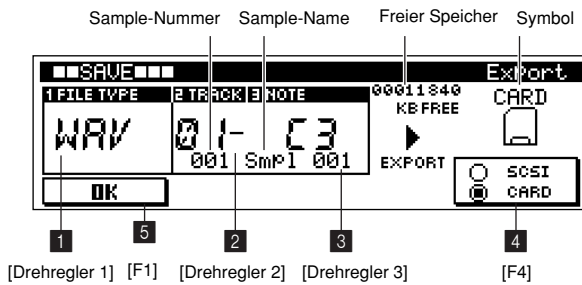 Sample-Nummer Sample-Name Freier Speicher Symbol
■■SAVE■■■ Export
1 FILE TYPE 2 TRACK 3 NOTE 00011840 CARD
KB FREE
WAV 01- C3
001 Smpl 001 EXPORT
SCSI
OK CARD
1 5 2 3 4
[Drehregler 1] [F1] [Drehregler 2] [Drehregler 3] [F4]